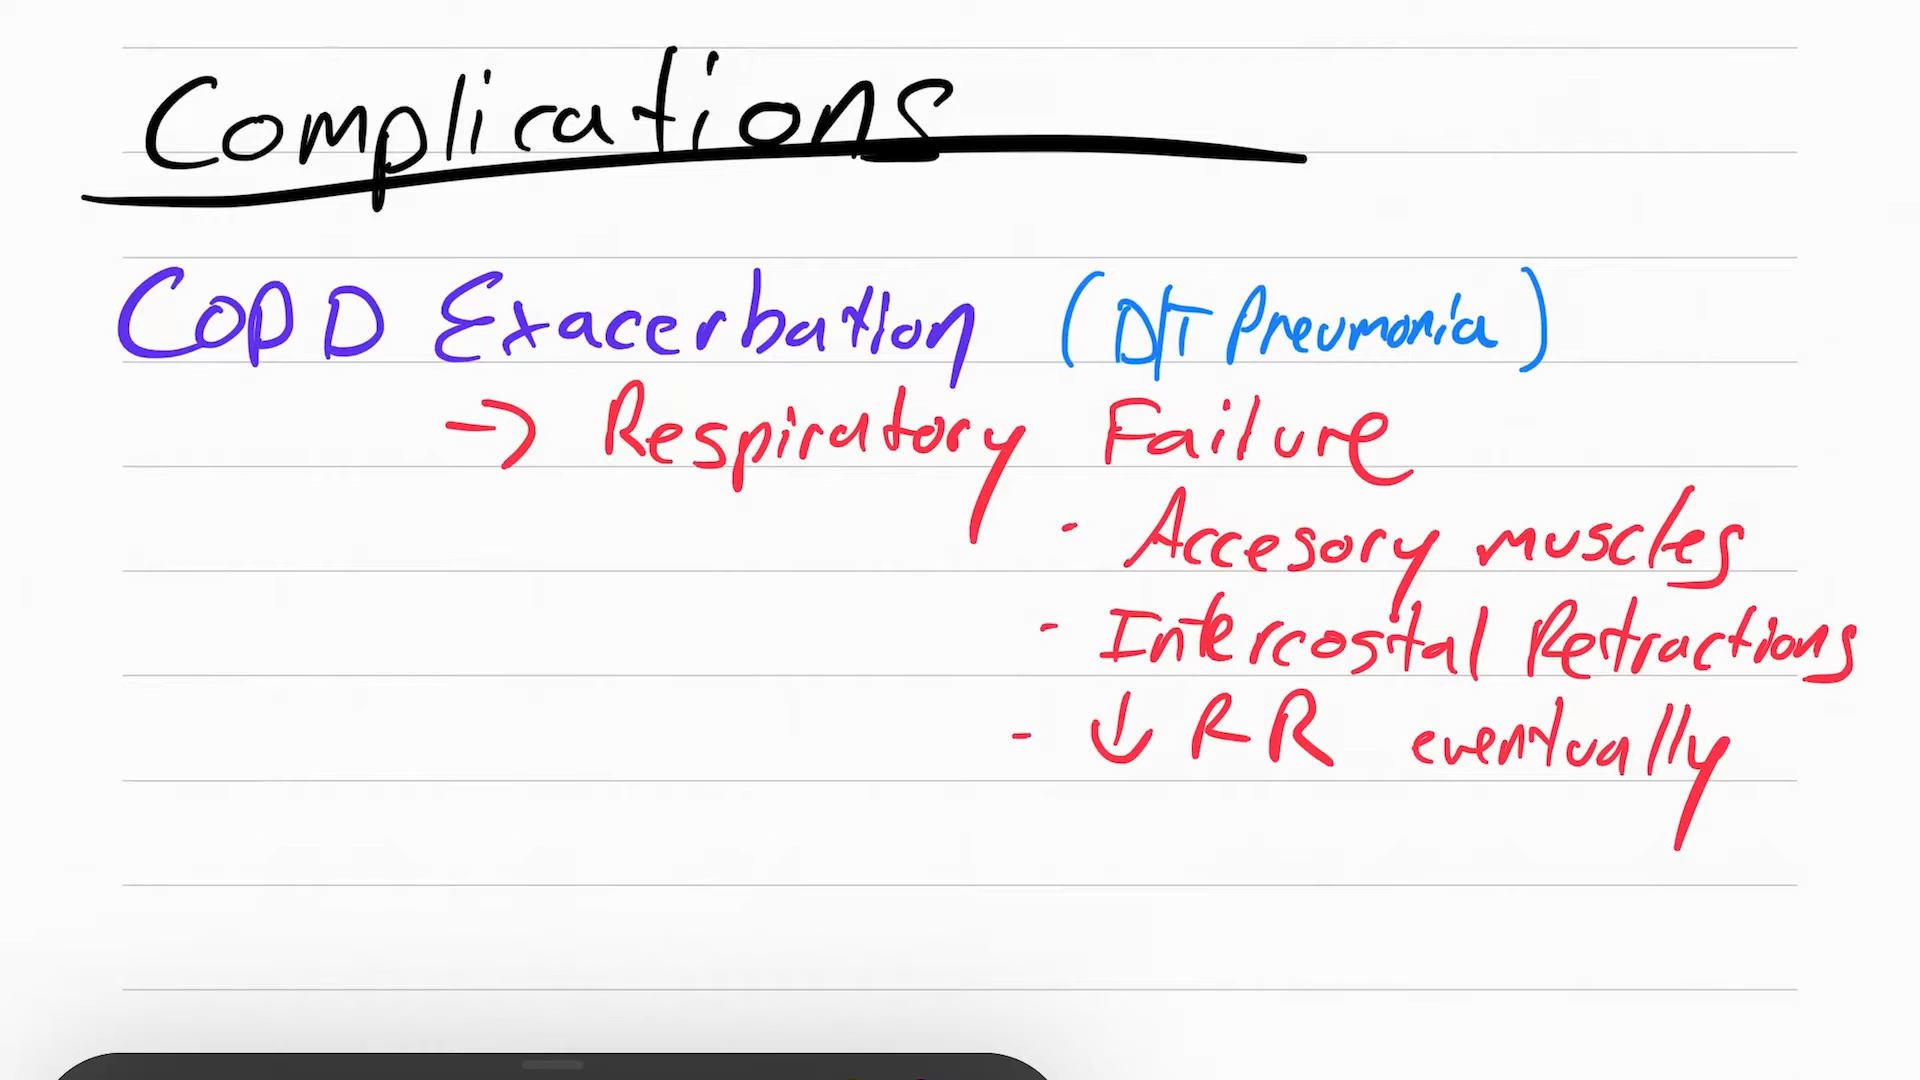 Complications
COPD Exacerbation (D/T Pneumonia)
→ Respiratory Failure
- Accesory muscles
- Intercostal Retractions
- ↓ RR eventually